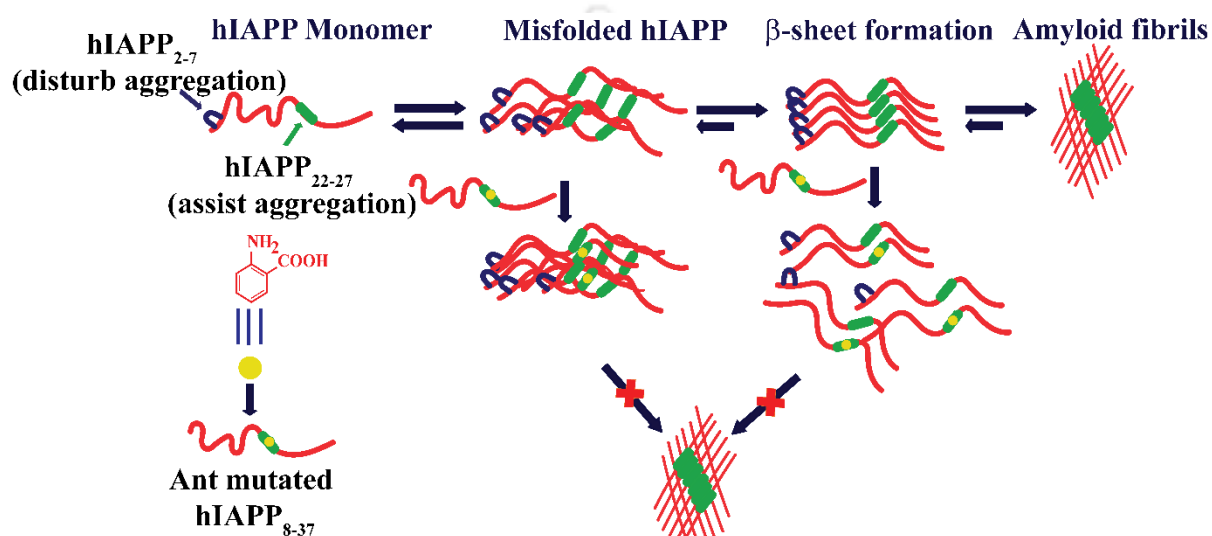 hIAPP Monomer
Misfolded hIAPP
β-sheet formation
Amyloid fibrils
hIAPP2-7
(disturb aggregation)
hIAPP22-27
(assist aggregation)
NH2
COOH
Ant mutated
hIAPP8-37